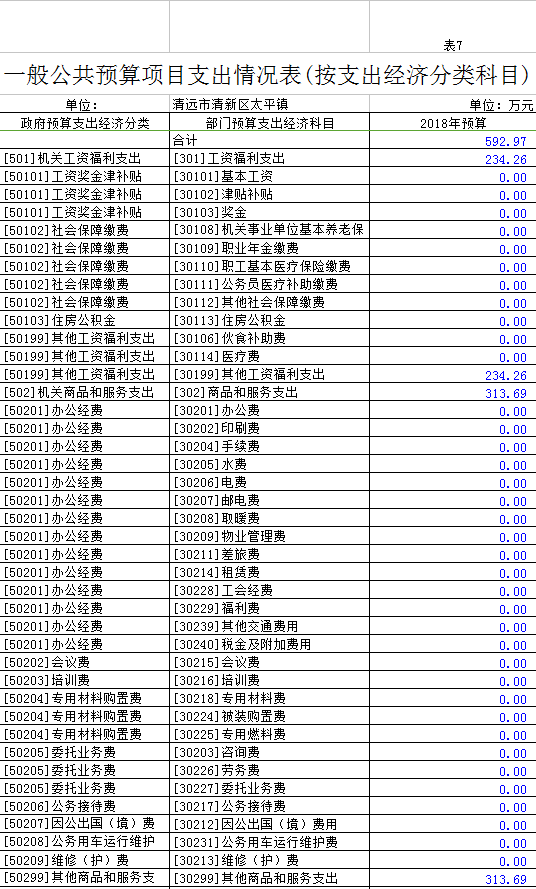 表7
一般公共预算项目支出情况表(按支出经济分类科目)
单位: 清远市清新区太平镇 单位: 万元
政府预算支出经济分类 部门预算支出经济科目 2018年预算
合计 592.97
[501]机关工资福利支出 [301]工资福利支出 234.26
[50101]工资奖金津补贴 [30101]基本工资 0.00
[50101]工资奖金津补贴 [30102]津贴补贴 0.00
[50101]工资奖金津补贴 [30103]奖金 0.00
[50102]社会保障缴费 [30108]机关事业单位基本养老保 0.00
[50102]社会保障缴费 [30109]职业年金缴费 0.00
[50102]社会保障缴费 [30110]职工基本医疗保险缴费 0.00
[50102]社会保障缴费 [30111]公务员医疗补助缴费 0.00
[50102]社会保障缴费 [30112]其他社会保障缴费 0.00
[50103]住房公积金 [30113]住房公积金 0.00
[50199]其他工资福利支出 [30106]伙食补助费 0.00
[50199]其他工资福利支出 [30114]医疗费 0.00
[50199]其他工资福利支出 [30199]其他工资福利支出 234.26
[502]机关商品和服务支出 [302]商品和服务支出 313.69
[50201]办公经费 [30201]办公费 0.00
[50201]办公经费 [30202]印刷费 0.00
[50201]办公经费 [30204]手续费 0.00
[50201]办公经费 [30205]水费 0.00
[50201]办公经费 [30206]电费 0.00
[50201]办公经费 [30207]邮电费 0.00
[50201]办公经费 [30208]取暖费 0.00
[50201]办公经费 [30209]物业管理费 0.00
[50201]办公经费 [30211]差旅费 0.00
[50201]办公经费 [30214]租赁费 0.00
[50201]办公经费 [30228]工会经费 0.00
[50201]办公经费 [30229]福利费 0.00
[50201]办公经费 [30239]其他交通费用 0.00
[50201]办公经费 [30240]税金及附加费用 0.00
[50202]会议费 [30215]会议费 0.00
[50203]培训费 [30216]培训费 0.00
[50204]专用材料购置费 [30218]专用材料费 0.00
[50204]专用材料购置费 [30224]被装购置费 0.00
[50204]专用材料购置费 [30225]专用燃料费 0.00
[50205]委托业务费 [30203]咨询费 0.00
[50205]委托业务费 [30226]劳务费 0.00
[50205]委托业务费 [30227]委托业务费 0.00
[50206]公务接待费 [30217]公务接待费 0.00
[50207]因公出国（境）费 [30212]因公出国（境）费用 0.00
[50208]公务用车运行维护 [30231]公务用车运行维护费 0.00
[50209]维修（护）费 [30213]维修（护）费 0.00
[50299]其他商品和服务支 [30299]其他商品和服务支出 313.69